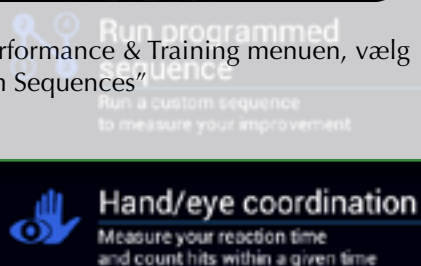 Run programmed
rformance & Training menuen, vælg
sequence
n Sequences”
Run a custom sequence
to measure your improvement
Hand/eye coordination
Measure your reaction time
and count hits within a given time